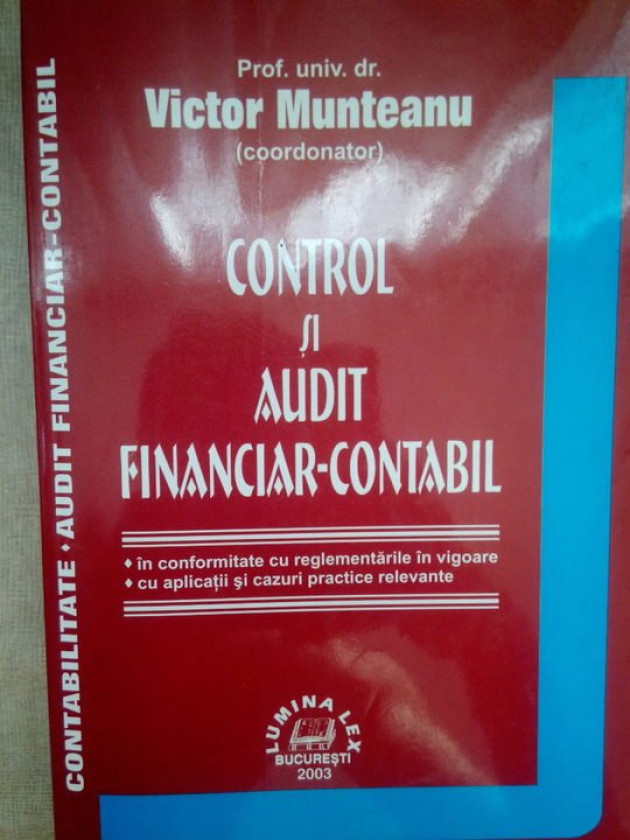 Prof. univ. dr.
Victor Munteanu
(coordonator)
CONTROL
ȘI
AUDIT
FINANCIAR-CONTABIL
♦ în conformitate cu reglementările în vigoare
♦ cu aplicații și cazuri practice relevante
LUMINA LEX
BUCUREȘTI
2003
CONTABILITATE ♦ AUDIT FINANCIAR-CONTABIL